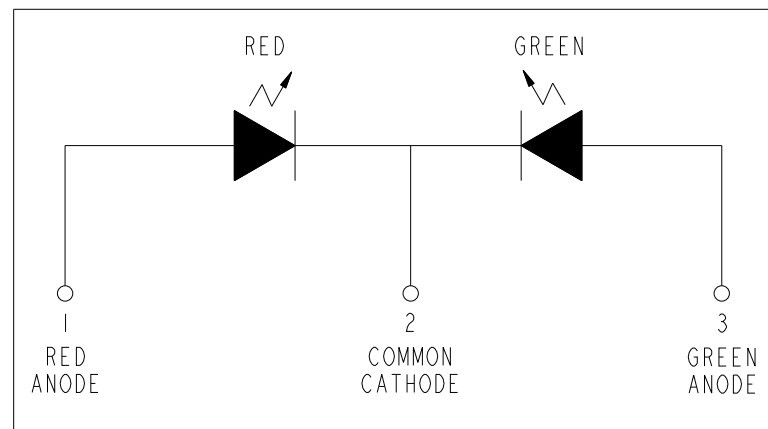 RED
GREEN
1
RED
ANODE
2
COMMON
CATHODE
3
GREEN
ANODE